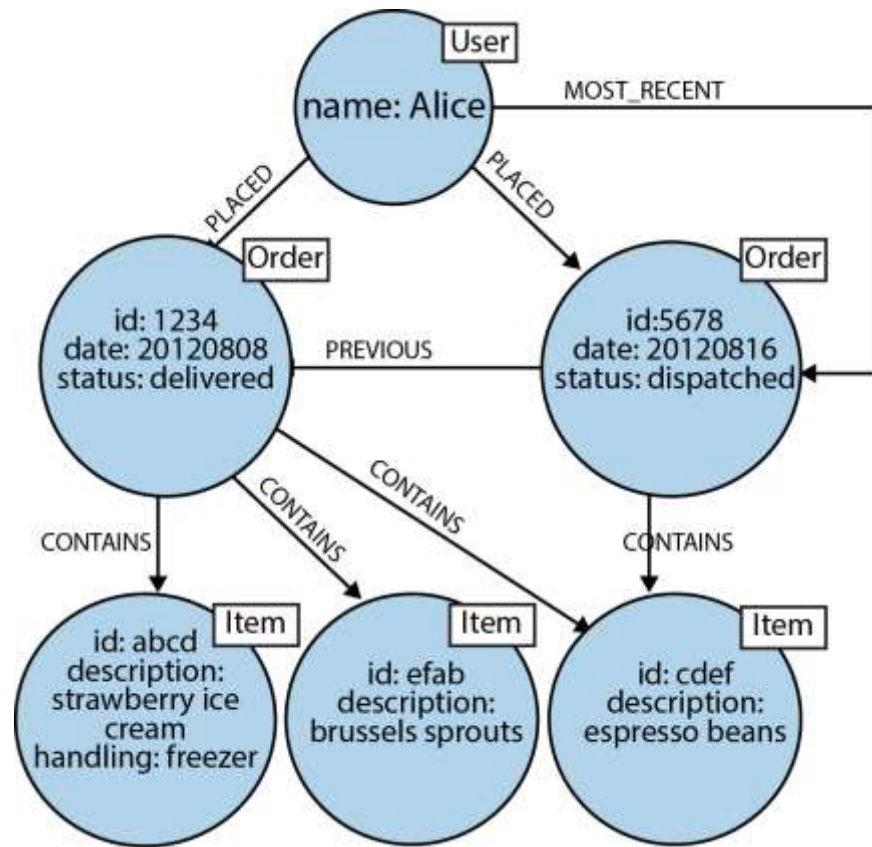 User
name: Alice
MOST_RECENT
PLACED
PLACED
Order
id: 1234
date: 20120808
status: delivered
PREVIOUS
Order
id:5678
date: 20120816
status: dispatched
CONTAINS
CONTAINS
CONTAINS
CONTAINS
Item
id: abcd
description:
strawberry ice
cream
handling: freezer
Item
id: efab
description:
brussels sprouts
Item
id: cdef
description:
espresso beans